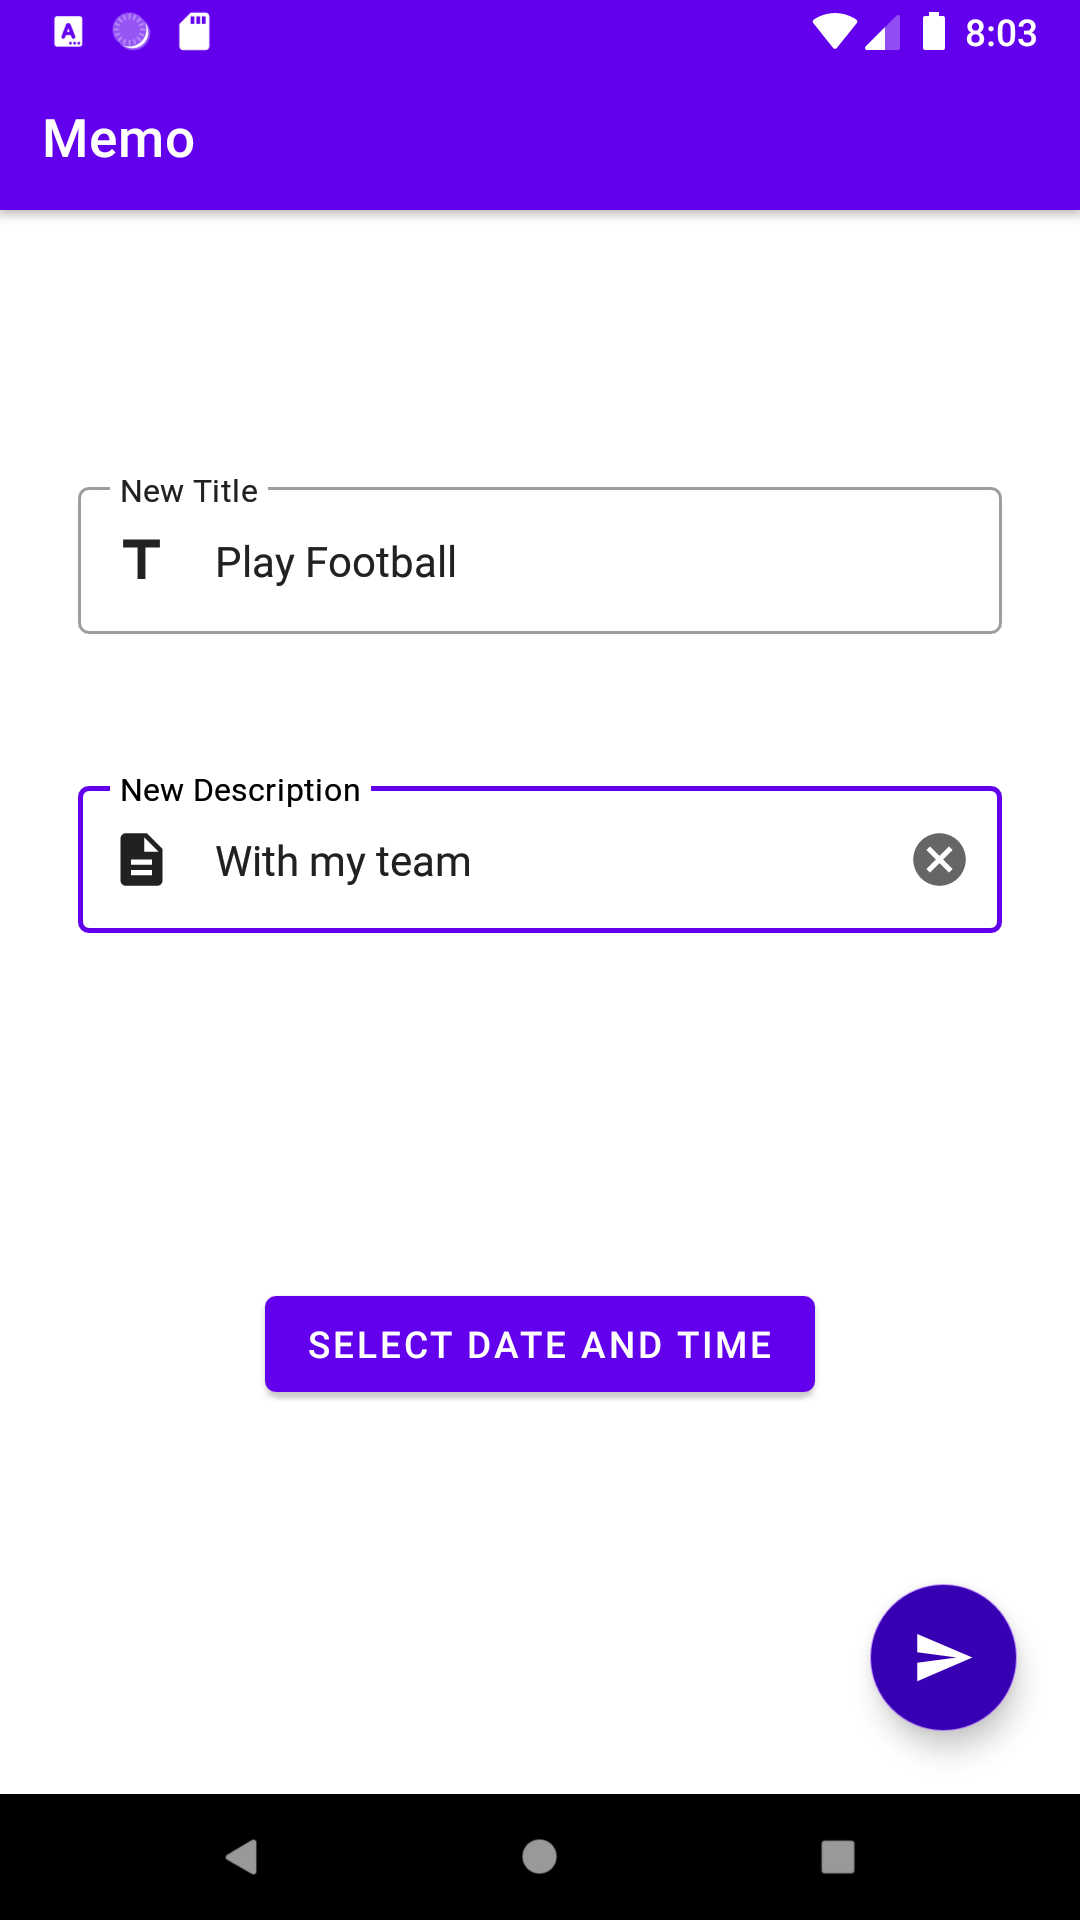 8:03
Memo
New Title
Play Football
New Description
With my team
SELECT DATE AND TIME